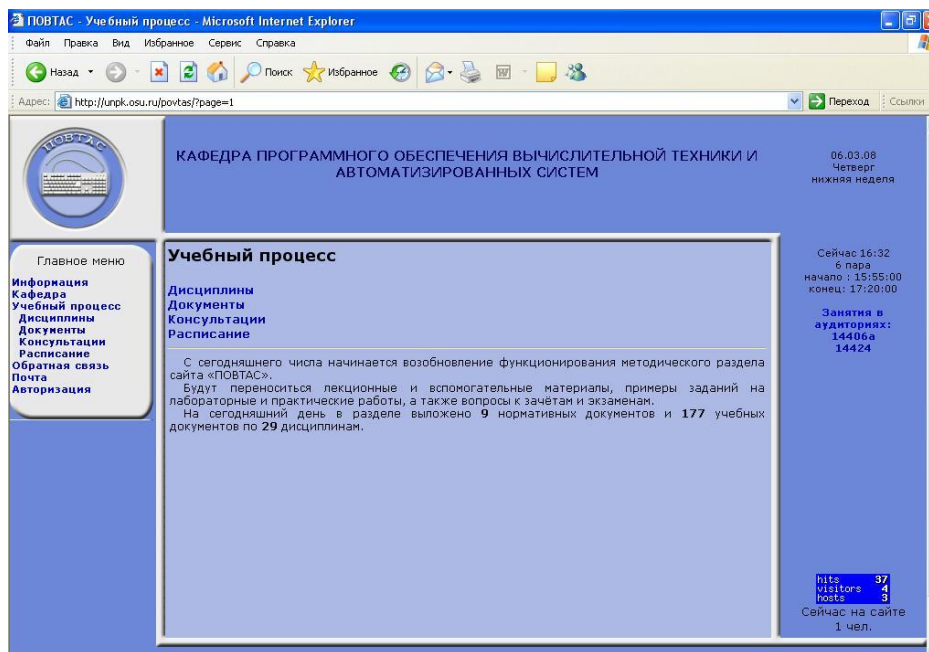 ПОВТАС - Учебный процесс - Microsoft Internet Explorer
Файл Правка Вид Избранное Сервис Справка
Назад Поиск Избранное
Адрес: http://unpk.osu.ru/povtas/?page=1 Переход Ссылки
ПОВТАС
КАФЕДРА ПРОГРАММНОГО ОБЕСПЕЧЕНИЯ ВЫЧИСЛИТЕЛЬНОЙ ТЕХНИКИ И
АВТОМАТИЗИРОВАННЫХ СИСТЕМ
06.03.08
Четверг
нижняя неделя
Главное меню
Информация
Кафедра
Учебный процесс
Дисциплины
Документы
Консультации
Расписание
Обратная связь
Почта
Авторизация
Учебный процесс
Дисциплины
Документы
Консультации
Расписание
С сегодняшнего числа начинается возобновление функционирования методического раздела
сайта «ПОВТАС».
Будут переноситься лекционные и вспомогательные материалы, примеры заданий на
лабораторные и практические работы, а также вопросы к зачётам и экзаменам.
На сегодняшний день в разделе выложено 9 нормативных документов и 177 учебных
документов по 29 дисциплинам.
Сейчас 16:32
6 пара
начало : 15:55:00
конец: 17:20:00
Занятия в
аудиториях:
14406а
14424
hits 37
visitors 4
hosts 3
Сейчас на сайте
1 чел.